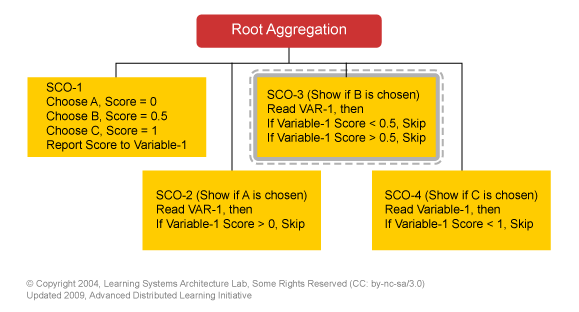 Root Aggregation
SCO-1
Choose A, Score = 0
Choose B, Score = 0.5
Choose C, Score = 1
Report Score to Variable-1
SCO-3 (Show if B is chosen)
Read VAR-1, then
If Variable-1 Score < 0.5, Skip
If Variable-1 Score > 0.5, Skip
SCO-2 (Show if A is chosen)
Read VAR-1, then
If Variable-1 Score > 0, Skip
SCO-4 (Show if C is chosen)
Read Variable-1, then
If Variable-1 Score < 1, Skip
© Copyright 2004, Learning Systems Architecture Lab, Some Rights Reserved (CC: by-nc-sa/3.0)
Updated 2009, Advanced Distributed Learning Initiative